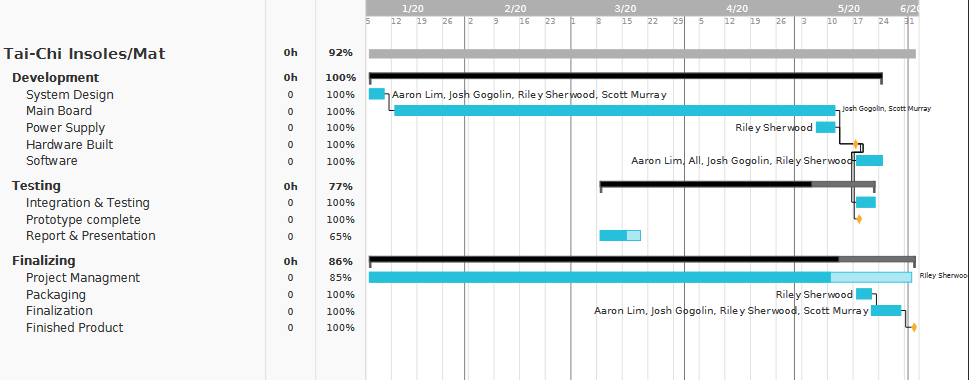 1/20 2/20 3/20 4/20 5/20 6/20
5 12 19 26 2 9 16 23 1 8 15 22 29 5 12 19 26 3 10 17 24 31
Tai-Chi Insoles/Mat 0h 92%
Development 0h 100%
System Design 0 100% Aaron Lim, Josh Gogolin, Riley Sherwood, Scott Murray
Main Board 0 100% Josh Gogolin, Scott Murray
Power Supply 0 100% Riley Sherwood
Hardware Built 0 100%
Software 0 100% Aaron Lim, All, Josh Gogolin, Riley Sherwood
Testing 0h 77%
Integration & Testing 0 100%
Prototype complete 0 100%
Report & Presentation 0 65%
Finalizing 0h 86%
Project Managment 0 85% Riley Sherwoo
Packaging 0 100% Riley Sherwood
Finalization 0 100% Aaron Lim, Josh Gogolin, Riley Sherwood, Scott Murray
Finished Product 0 100%